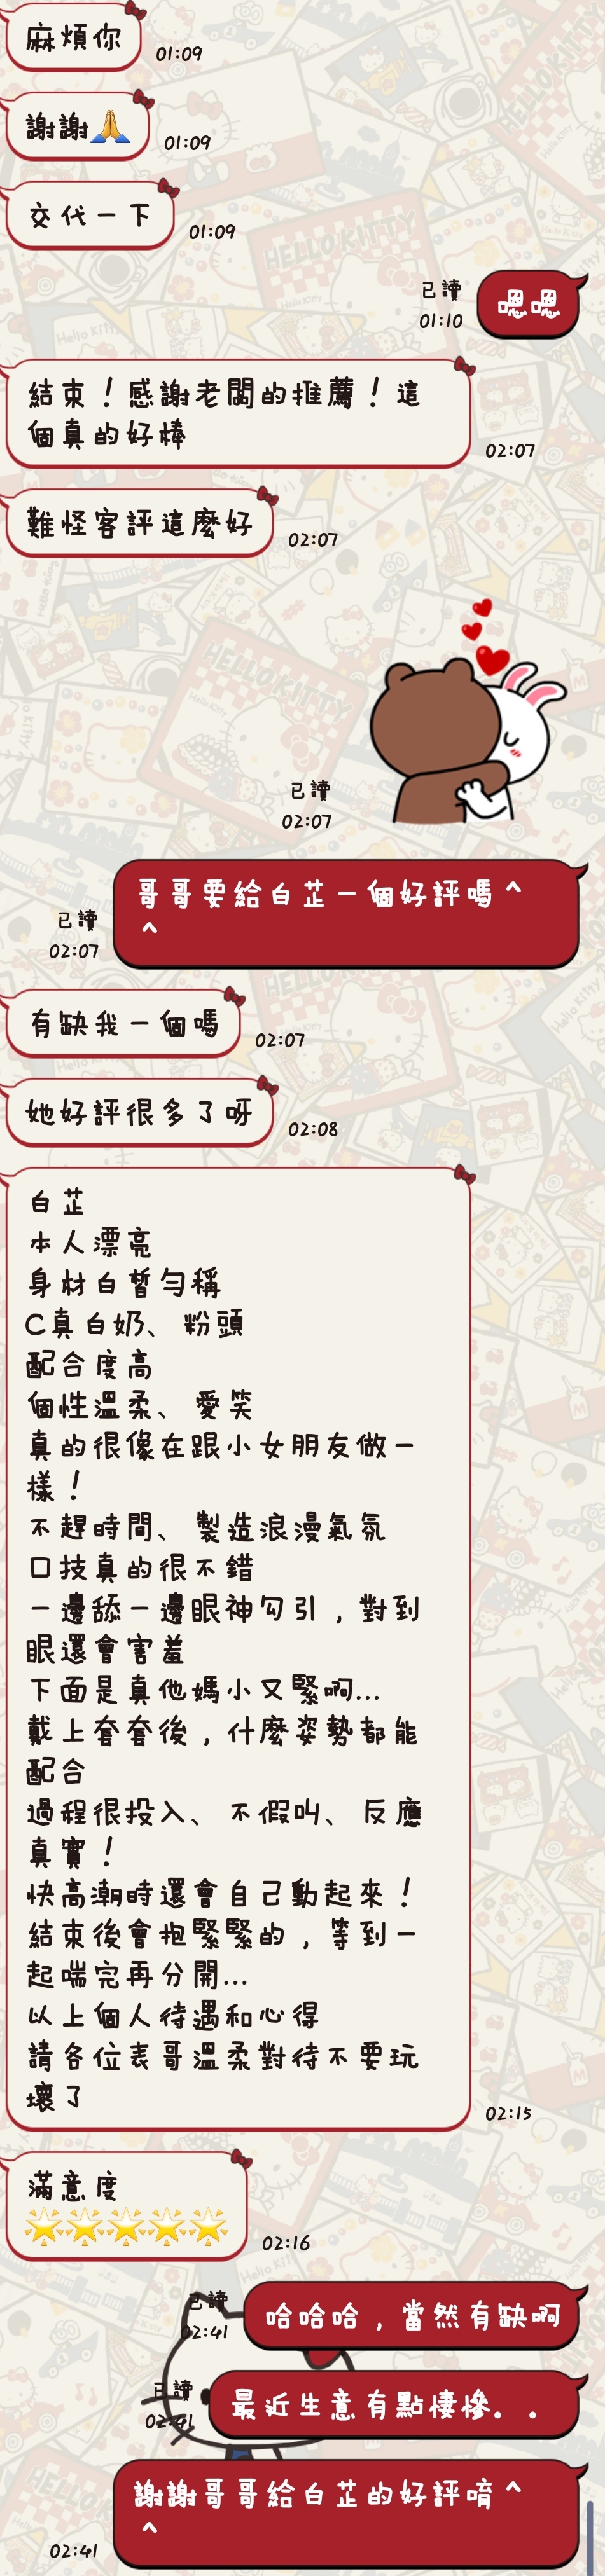 麻煩你
01:09
謝謝🙏
01:09
交代一下
01:09
已讀
01:10
嗯嗯
結束！感謝老闆的推薦！這
個真的好棒
02:07
難怪客評這麼好
02:07
已讀
02:07
哥哥要給白芷一個好評嗎^
^
已讀
02:07
有缺我一個嗎
02:07
她好評很多了呀
02:08
白芷
本人漂亮
身材白皙勻稱
C真白奶、粉頭
配合度高
個性溫柔、愛笑
真的很像在跟小女朋友做一
樣！
不趕時間、製造浪漫氣氛
口技真的很不錯
一邊舔一邊眼神勾引，對到
眼還會害羞
下面是真他媽小又緊啊...
戴上套套後，什麼姿勢都能
配合
過程很投入、不假叫、反應
真實！
快高潮時還會自己動起來！
結束後會抱緊緊的，等到一
起喘完再分開...
以上個人待遇和心得
請各位表哥溫柔對待不要玩
壞了
02:15
滿意度
🌟🌟🌟🌟🌟
02:16
已讀
02:41
哈哈哈，當然有缺啊
已讀
02:41
最近生意有點悽慘．．
謝謝哥哥給白芷的好評唷^
^
02:41
HELLO KITTY
HELLO KITTY
Hello Kitty